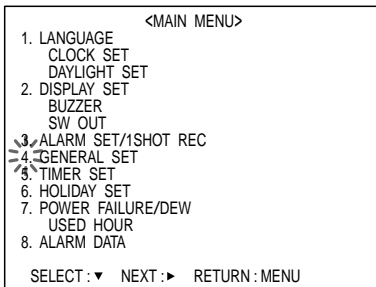 <MAIN MENU>
1. LANGUAGE
CLOCK SET
DAYLIGHT SET
2. DISPLAY SET
BUZZER
SW OUT
3. ALARM SET/1SHOT REC
4. GENERAL SET
5. TIMER SET
6. HOLIDAY SET
7. POWER FAILURE/DEW
USED HOUR
8. ALARM DATA
SELECT : ▼ NEXT : ► RETURN : MENU